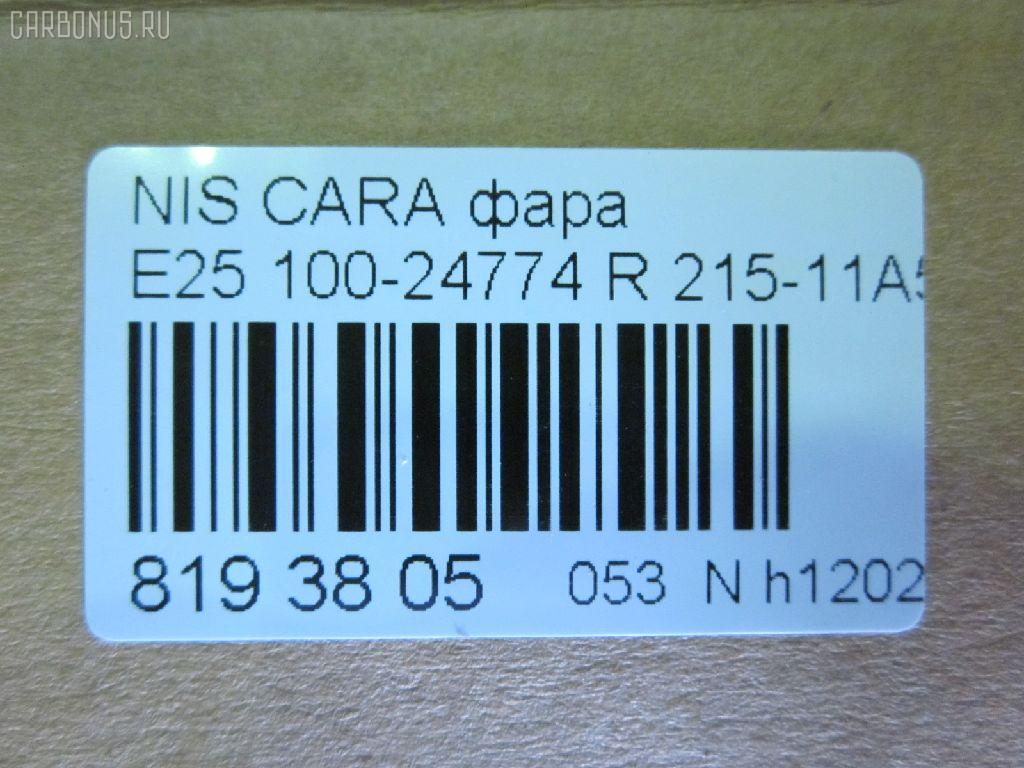 CARBONUS.RU
NIS CARA фара
E25 100-24774 R 215-11A5
819 38 05 053 N h1202